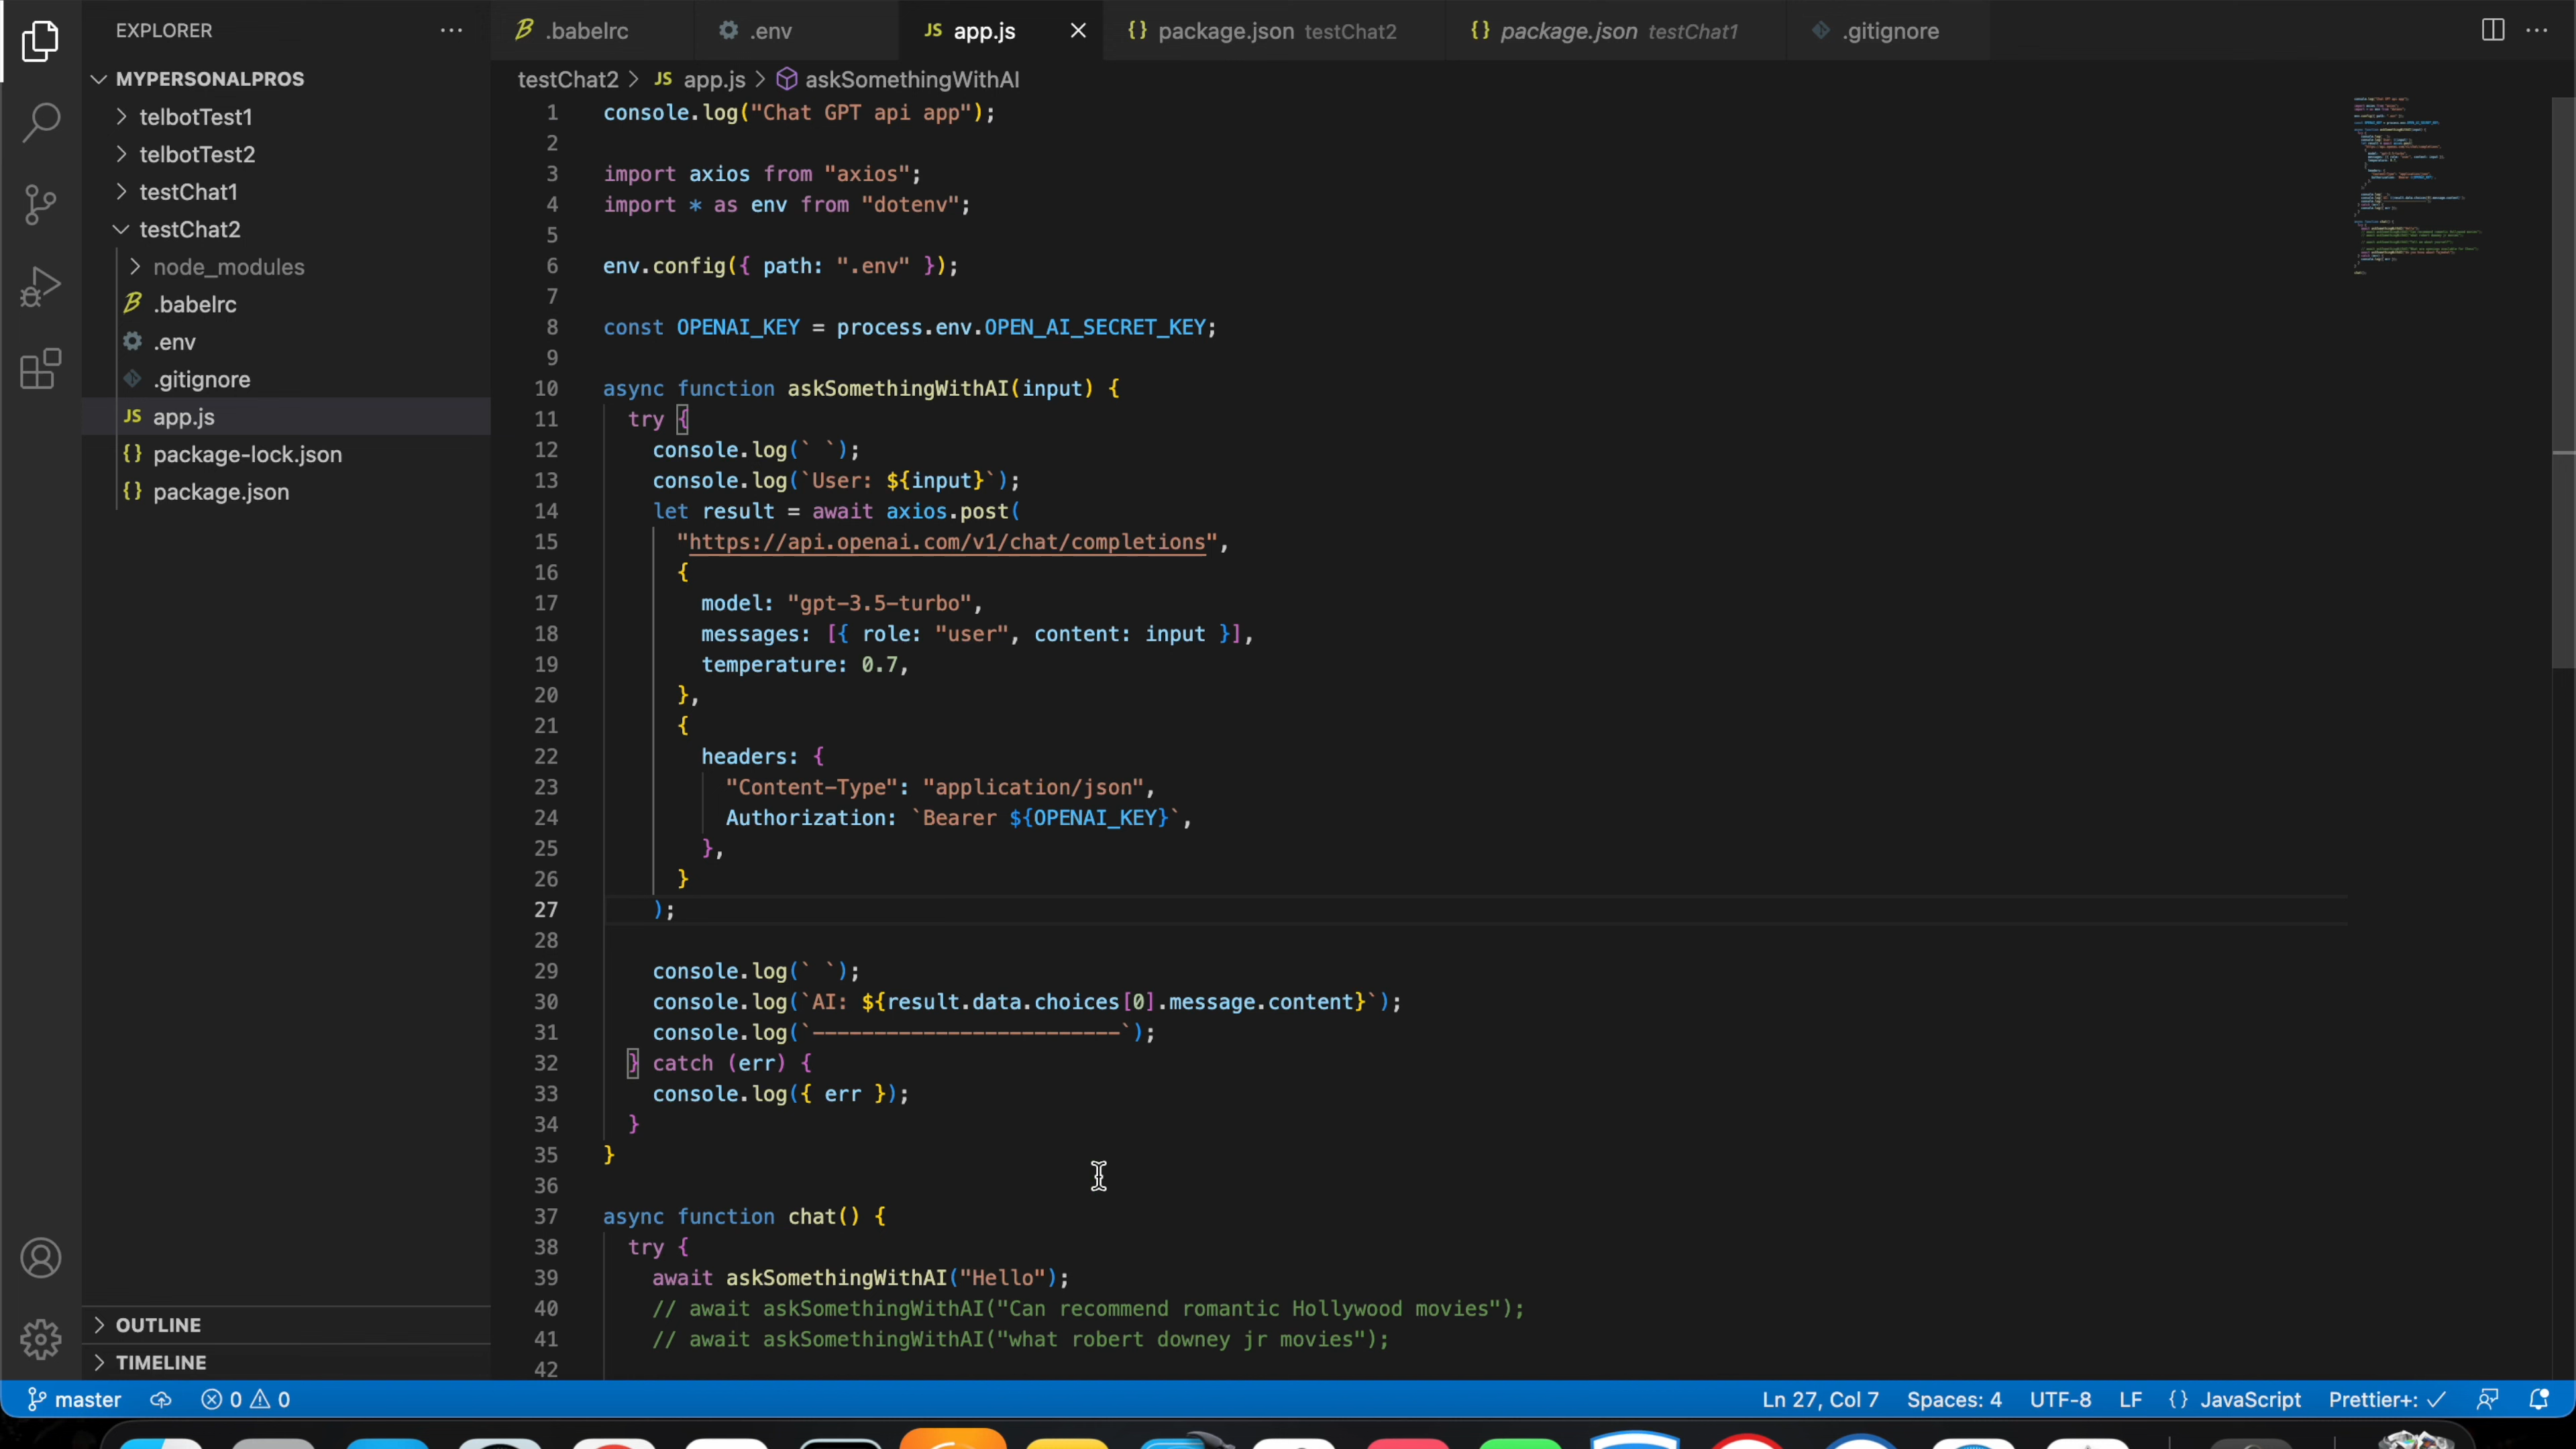 EXPLORER
MYPERSONALPROS
telbotTest1
telbotTest2
testChat1
testChat2
node_modules
.babelrc
.env
.gitignore
JS app.js
{} package-lock.json
{} package.json
OUTLINE
TIMELINE
.babelrc
.env
JS app.js
{} package.json testChat2
{} package.json testChat1
.gitignore
testChat2 > JS app.js > askSomethingWithAI
1 console.log("Chat GPT api app");
2
3 import axios from "axios";
4 import * as env from "dotenv";
5
6 env.config({ path: ".env" });
7
8 const OPENAI_KEY = process.env.OPEN_AI_SECRET_KEY;
9
10 async function askSomethingWithAI(input) {
11 try {
12 console.log(` `);
13 console.log(`User: ${input}`);
14 let result = await axios.post(
15 "https://api.openai.com/v1/chat/completions",
16 {
17 model: "gpt-3.5-turbo",
18 messages: [{ role: "user", content: input }],
19 temperature: 0.7,
20 },
21 {
22 headers: {
23 "Content-Type": "application/json",
24 Authorization: `Bearer ${OPENAI_KEY}`,
25 },
26 }
27 );
28
29 console.log(` `);
30 console.log(`AI: ${result.data.choices[0].message.content}`);
31 console.log(`-------------------------`);
32 } catch (err) {
33 console.log({ err });
34 }
35 }
36
37 async function chat() {
38 try {
39 await askSomethingWithAI("Hello");
40 // await askSomethingWithAI("Can recommend romantic Hollywood movies");
41 // await askSomethingWithAI("what robert downey jr movies");
42
master
0 0
Ln 27, Col 7
Spaces: 4
UTF-8
LF
{} JavaScript
Prettier+: ✓